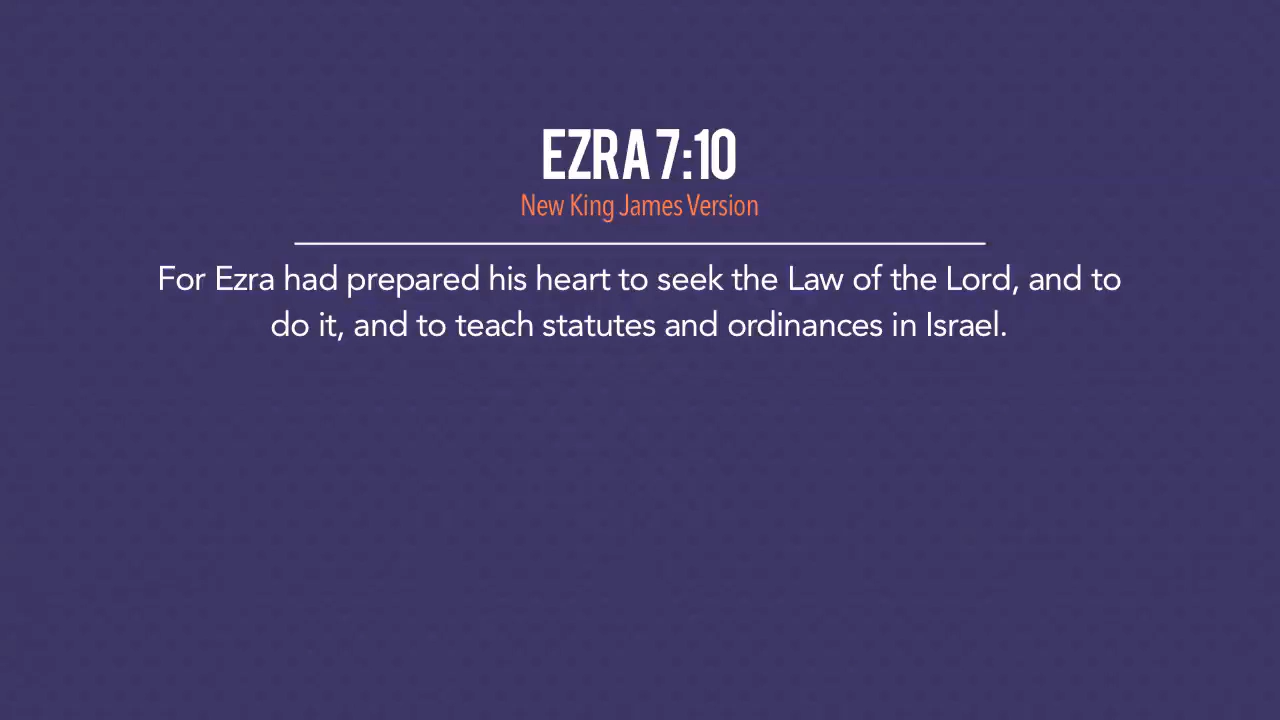 EZRA 7:10
New King James Version
For Ezra had prepared his heart to seek the Law of the Lord, and to
do it, and to teach statutes and ordinances in Israel.